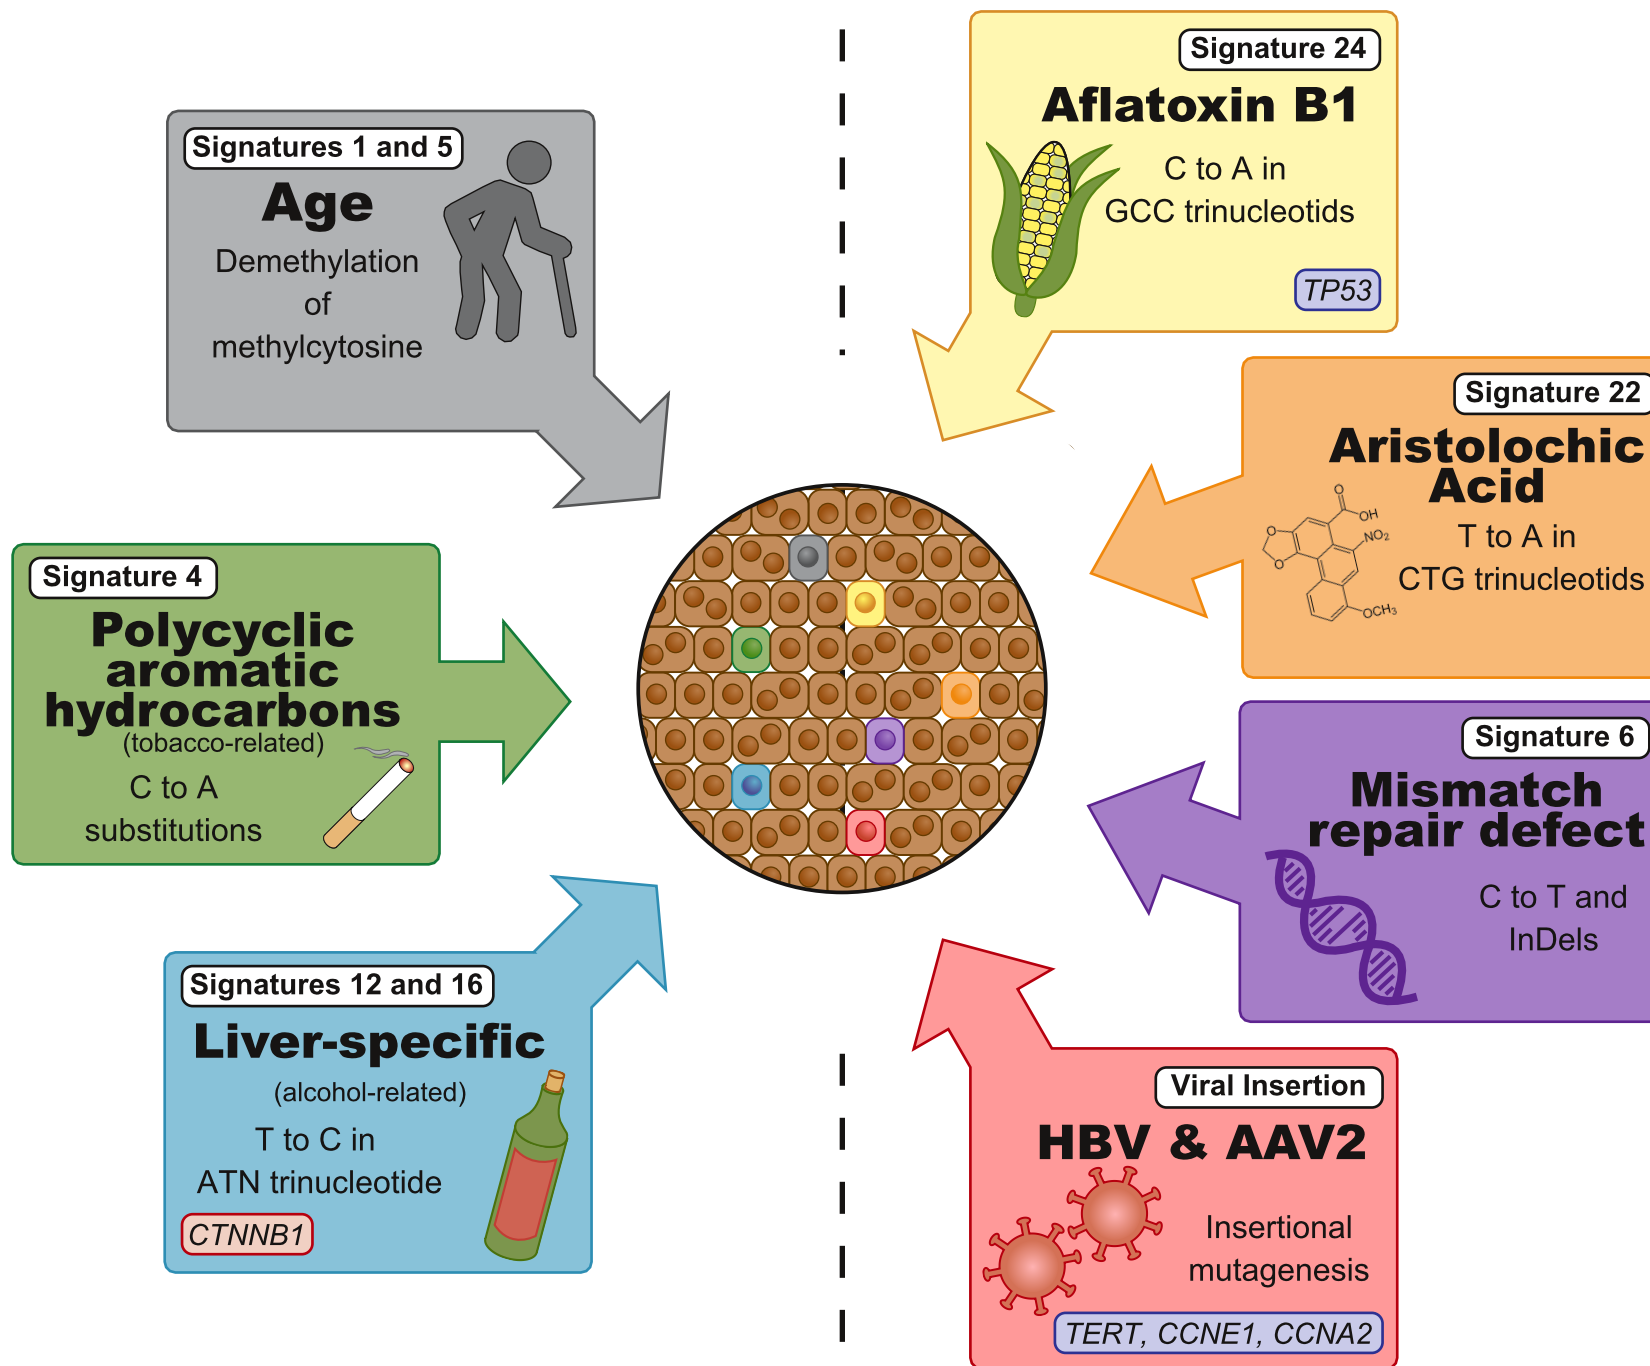 Signatures 1 and 5
Age
Demethylation
of
methylcytosine
Signature 4
Polycyclic
aromatic
hydrocarbons
(tobacco-related)
C to A
substitutions
Signatures 12 and 16
Liver-specific
(alcohol-related)
T to C in
ATN trinucleotide
CTNNB1
Signature 24
Aflatoxin B1
C to A in
GCC trinucleotids
TP53
Signature 22
Aristolochic
Acid
T to A in
CTG trinucleotids
O
OH
O
NO2
O
OCH3
Signature 6
Mismatch
repair defect
C to T and
InDels
Viral Insertion
HBV & AAV2
Insertional
mutagenesis
TERT, CCNE1, CCNA2